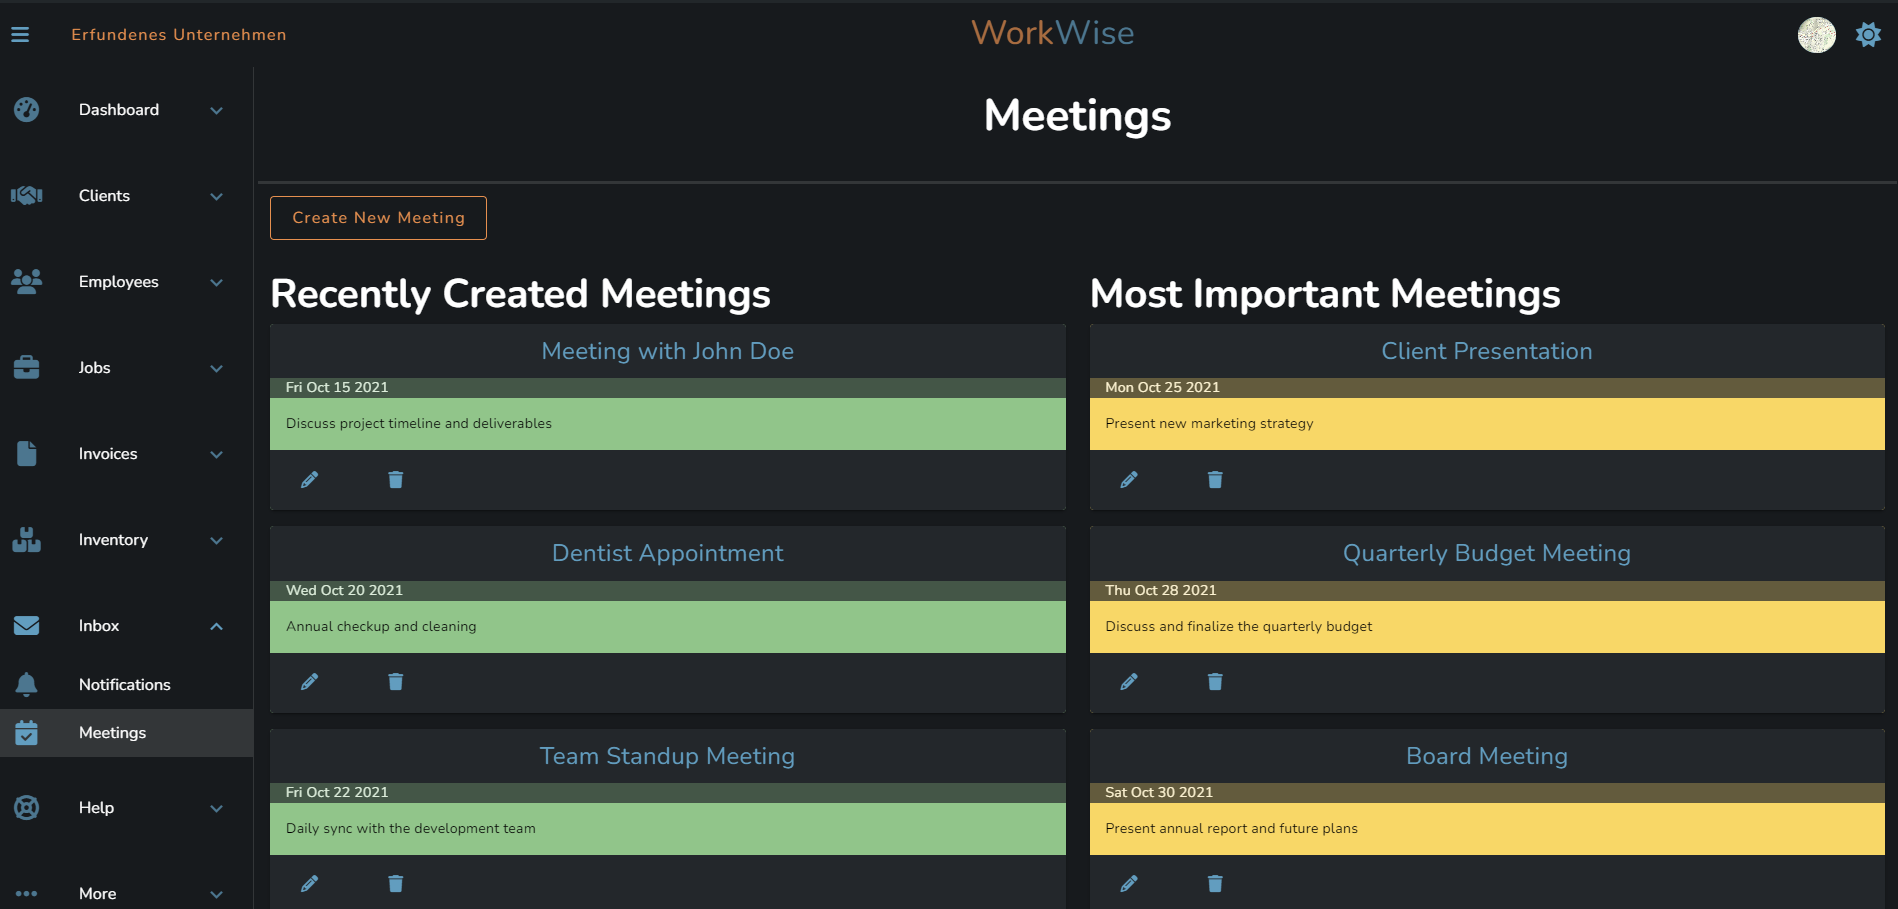 Erfundenes Unternehmen
WorkWise
Dashboard
Clients
Employees
Jobs
Invoices
Inventory
Inbox
Notifications
Meetings
Help
More
Meetings
Create New Meeting
Recently Created Meetings
Meeting with John Doe
Fri Oct 15 2021
Discuss project timeline and deliverables
Dentist Appointment
Wed Oct 20 2021
Annual checkup and cleaning
Team Standup Meeting
Fri Oct 22 2021
Daily sync with the development team
Most Important Meetings
Client Presentation
Mon Oct 25 2021
Present new marketing strategy
Quarterly Budget Meeting
Thu Oct 28 2021
Discuss and finalize the quarterly budget
Board Meeting
Sat Oct 30 2021
Present annual report and future plans